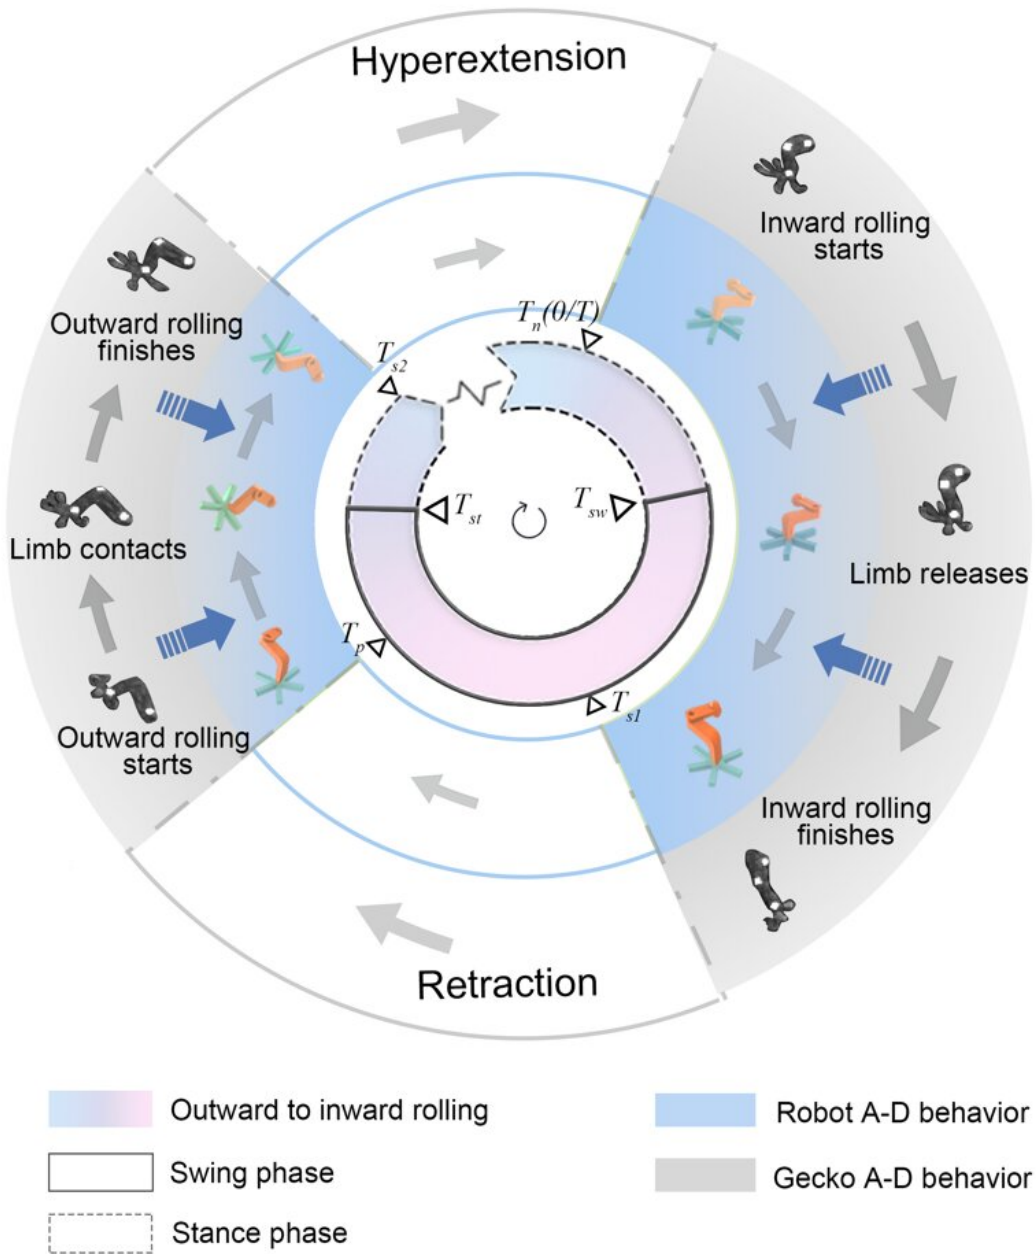 Hyperextension
Inward rolling
starts
Outward rolling
finishes
T_n(0/T)
T_s2
T_st
T_sw
Limb contacts
Limb releases
T_p
T_s1
Outward rolling
starts
Inward rolling
finishes
Retraction
Outward to inward rolling
Robot A-D behavior
Swing phase
Gecko A-D behavior
Stance phase